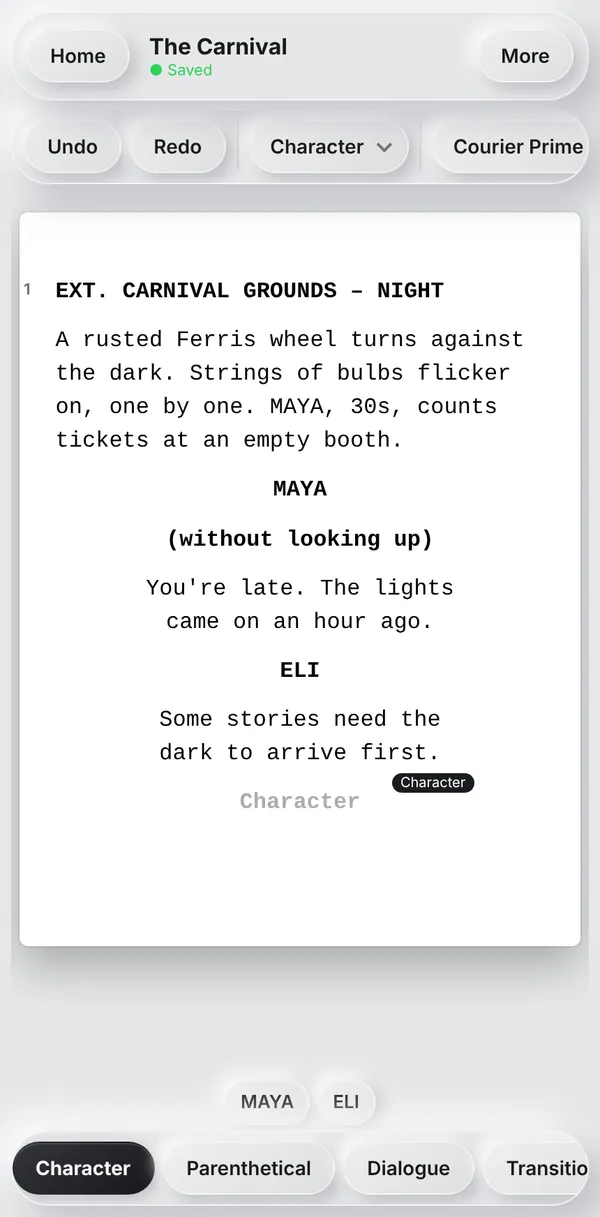 Home
The Carnival
Saved
More
Undo
Redo
Character
Courier Prime
1
EXT. CARNIVAL GROUNDS – NIGHT
A rusted Ferris wheel turns against
the dark. Strings of bulbs flicker
on, one by one. MAYA, 30s, counts
tickets at an empty booth.
MAYA
(without looking up)
You're late. The lights
came on an hour ago.
ELI
Some stories need the
dark to arrive first.
Character
Character
MAYA
ELI
Character
Parenthetical
Dialogue
Transitio